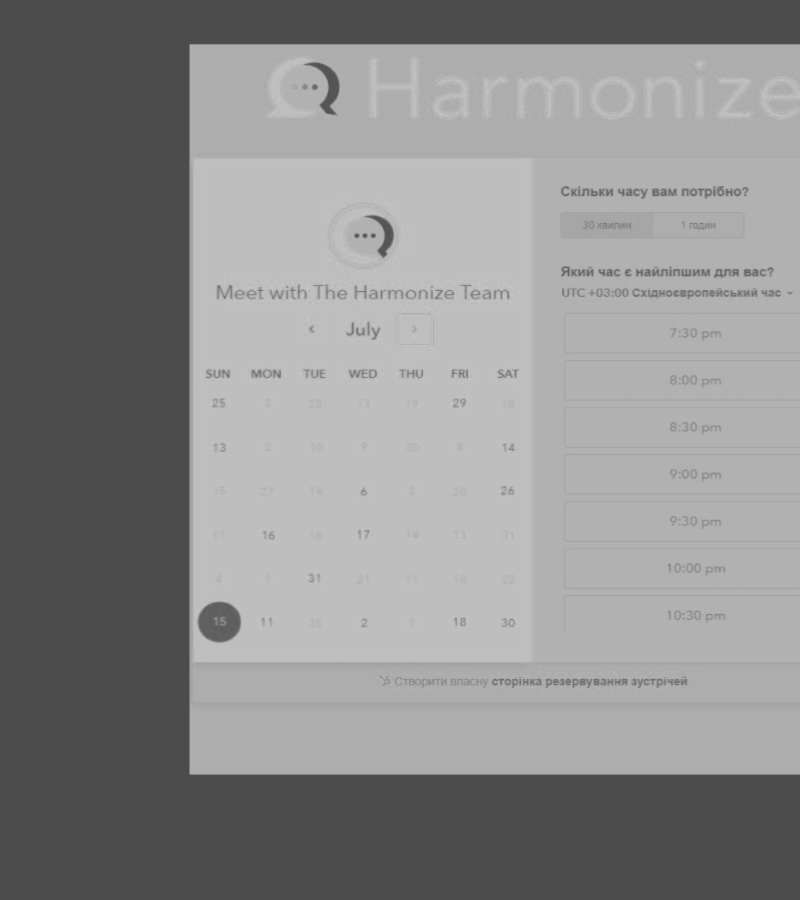 Harmonize
Meet with The Harmonize Team
‹ July ›
SUN MON TUE WED THU FRI SAT
25 2 28 13 19 29 18
13 2 10 9 30 8 14
15 27 14 6 2 20 26
11 16 18 17 14 13 31
4 1 31 21 11 18 22
15 11 25 2 1 18 30
Скільки часу вам потрібно?
30 хвилин 1 годин
Який час є найліпшим для вас?
UTC +03:00 Східноєвропейський час
7:30 pm
8:00 pm
8:30 pm
9:00 pm
9:30 pm
10:00 pm
10:30 pm
Створити власну сторінка резервування зустрічей